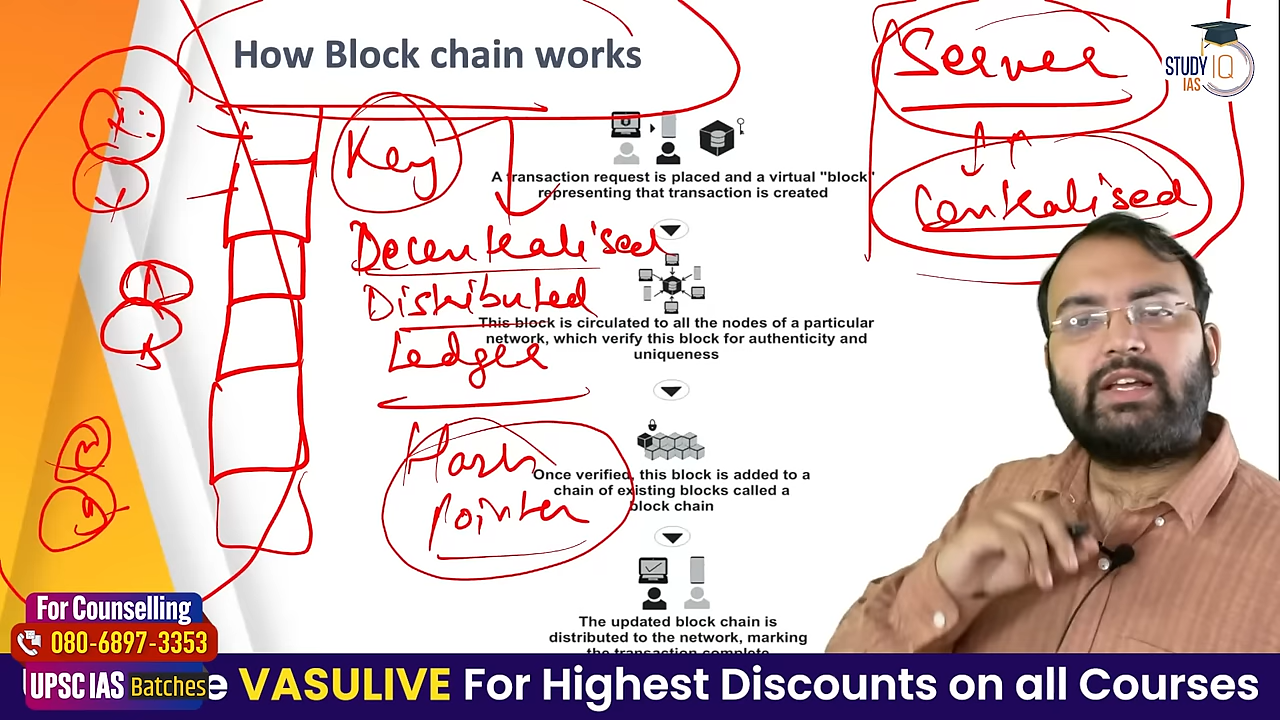 How Block chain works
Server
STUDY IQ
IAS
Key
A transaction request is placed and a virtual "block"
representing that transaction is created
Centralised
Decentralised
Distributed
Ledger
This block is circulated to all the nodes of a particular
network, which verify this block for authenticity and
uniqueness
Hash
Pointer
Once verified, this block is added to a
chain of existing blocks called a
block chain
The updated block chain is
distributed to the network, marking
the transaction complete
For Counselling
080-6897-3353
UPSC IAS Batches
VASULIVE For Highest Discounts on all Courses